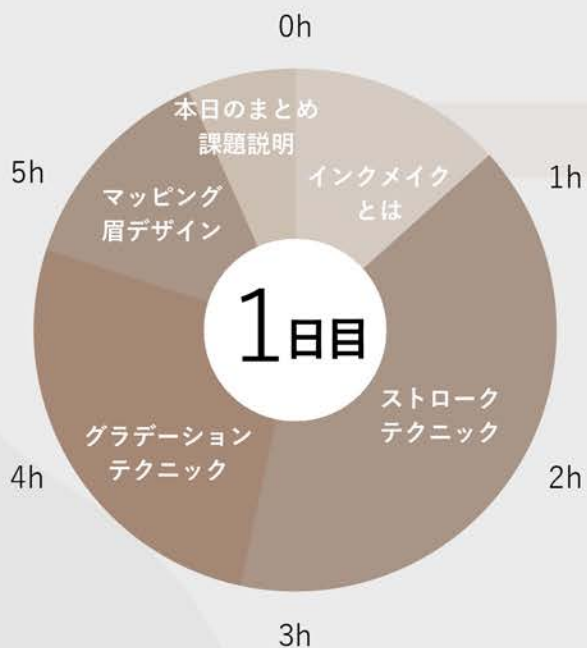 0h
本日のまとめ
課題説明
インクメイク
とは
5h
1h
マッピング
眉デザイン
1日目
ストローク
テクニック
グラデーション
テクニック
4h
2h
3h